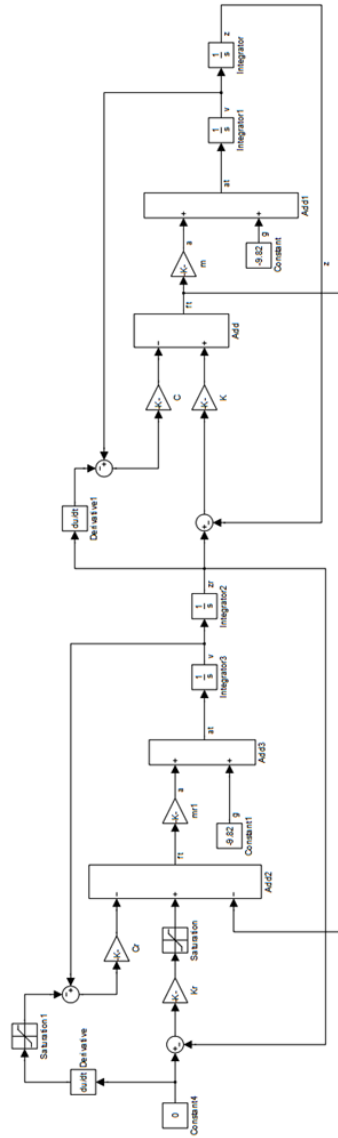 Saturation1
du/dt
Derivative
0
Constant4
-K-
Cr
-K-
Kr
Saturation
Add2
ft
-K-
mr1
a
-9.82
g
Constant1
Add3
at
1
s
v
Integrator3
1
s
zr
Integrator2
du/dt
Derivative1
-K-
C
-K-
K
Add
ft
-K-
m
a
-9.82
g
Constant
Add1
at
1
s
v
Integrator1
1
s
z
Integrator
z